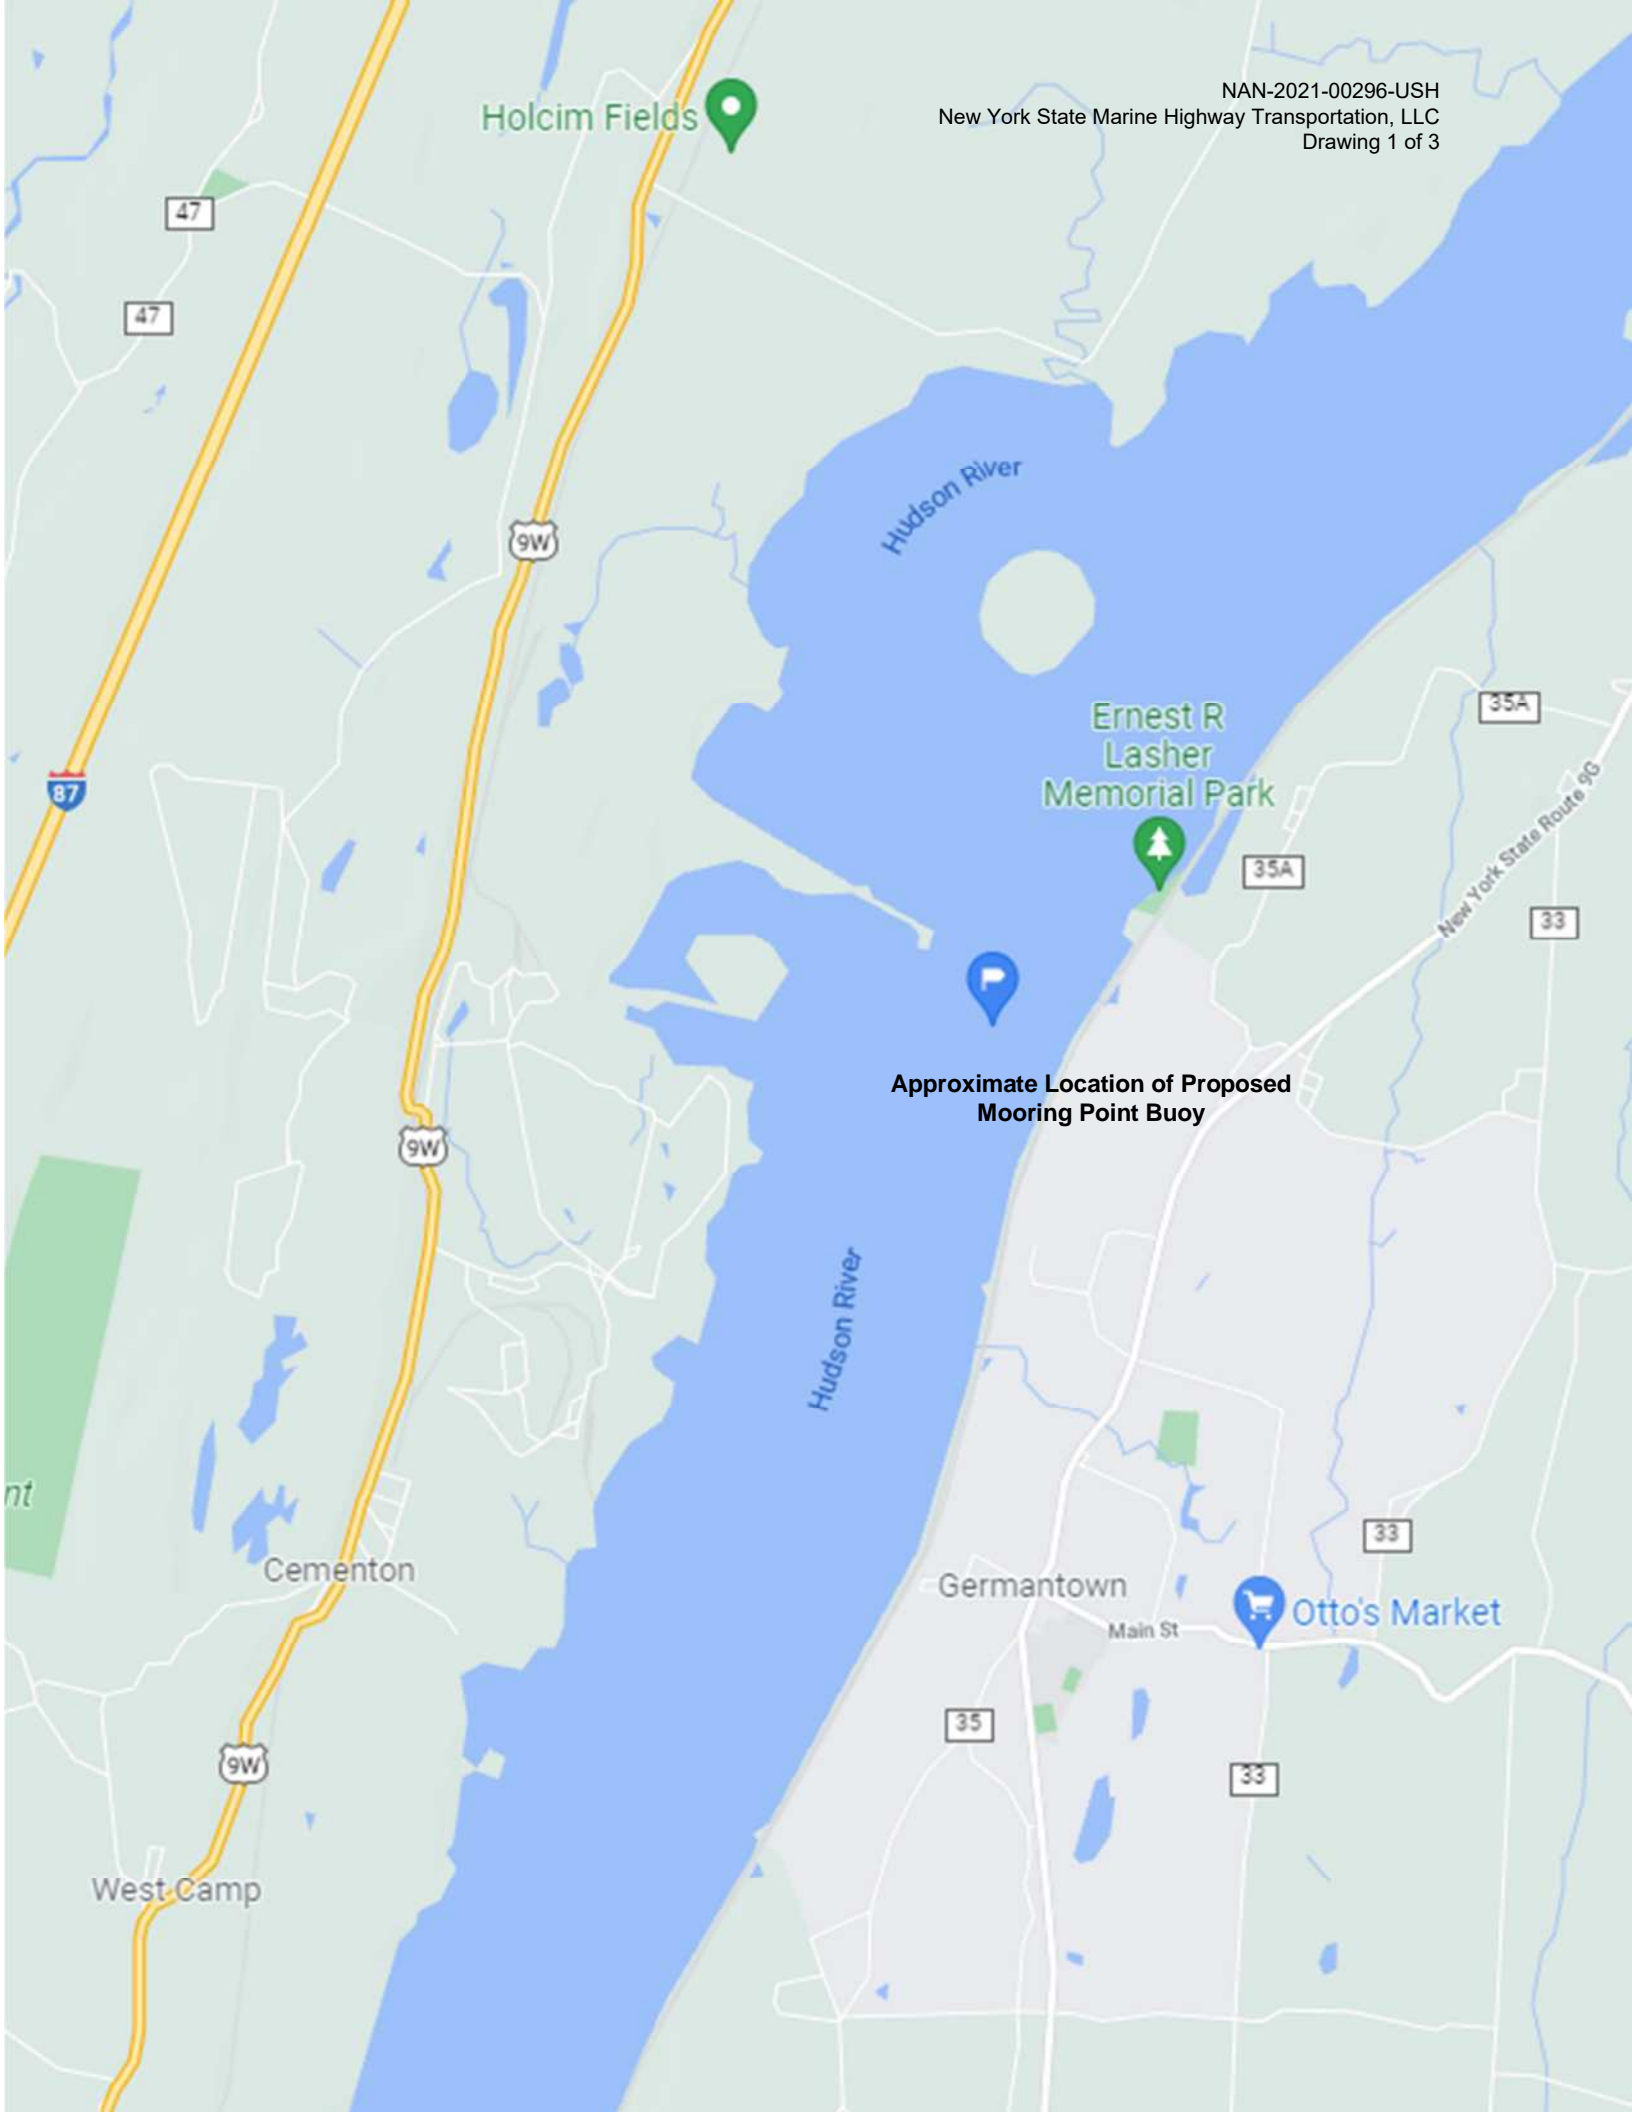 NAN-2021-00296-USH
New York State Marine Highway Transportation, LLC
Drawing 1 of 3
Holcim Fields
47
47
Hudson River
9W
Ernest R
Lasher
Memorial Park
35A
New York State Route 9G
87
35A
33
P
Approximate Location of Proposed
Mooring Point Buoy
9W
Hudson River
nt
33
Cementon
Germantown
Otto's Market
Main St
35
9W
33
West Camp